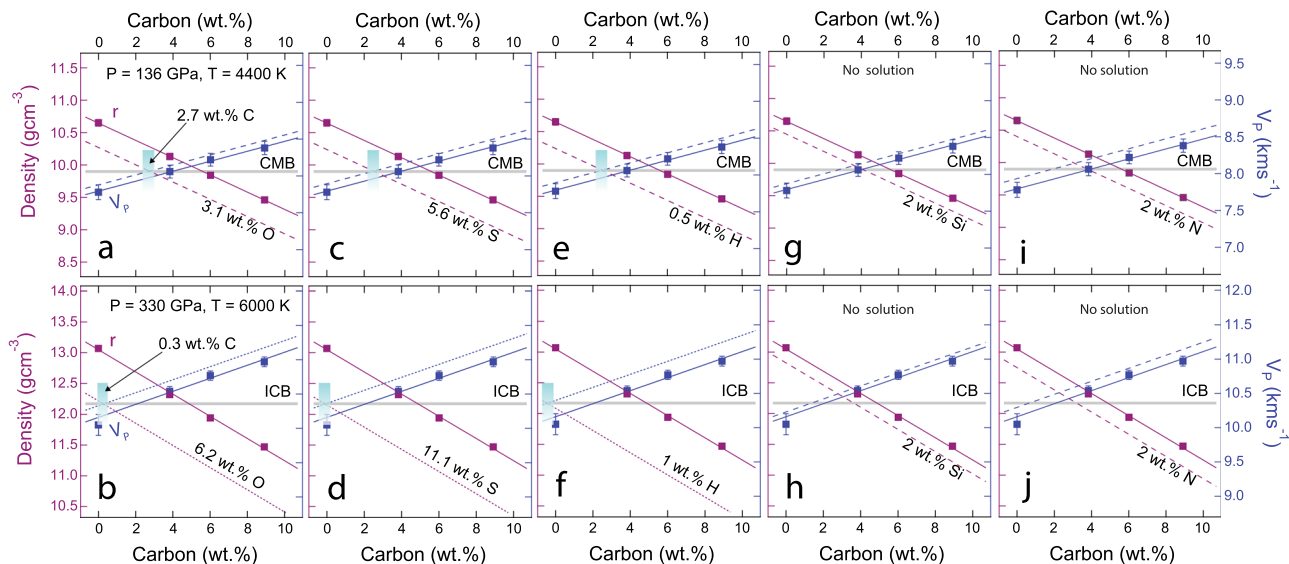 Carbon (wt.%) Carbon (wt.%) Carbon (wt.%) Carbon (wt.%) Carbon (wt.%)
0 2 4 6 8 10 0 2 4 6 8 10 0 2 4 6 8 10 0 2 4 6 8 10 0 2 4 6 8 10
Density (gcm⁻³)
11.5
11.0
10.5
10.0
9.5
9.0
8.5
P = 136 GPa, T = 4400 K
r
2.7 wt.% C
CMB
V_P
3.1 wt.% O
a
CMB
5.6 wt.% S
c
CMB
0.5 wt.% H
e
No solution
CMB
2 wt.% Si
g
No solution
CMB
2 wt.% N
i
9.5
9.0
8.5
8.0
7.5
7.0
V_P (kms⁻¹)
Density (gcm⁻³)
14.0
13.5
13.0
12.5
12.0
11.5
11.0
10.5
P = 330 GPa, T = 6000 K
r
0.3 wt.% C
ICB
V_P
6.2 wt.% O
b
ICB
11.1 wt.% S
d
ICB
1 wt.% H
f
No solution
ICB
2 wt.% Si
h
No solution
ICB
2 wt.% N
j
12.0
11.5
11.0
10.5
10.0
9.5
9.0
V_P (kms⁻¹)
0 2 4 6 8 10 0 2 4 6 8 10 0 2 4 6 8 10 0 2 4 6 8 10 0 2 4 6 8 10
Carbon (wt.%) Carbon (wt.%) Carbon (wt.%) Carbon (wt.%) Carbon (wt.%)